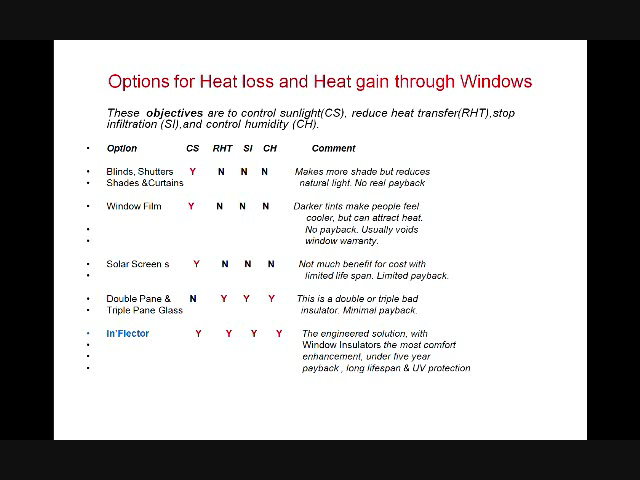 Options for Heat loss and Heat gain through Windows
These objectives are to control sunlight(CS), reduce heat transfer(RHT),stop
infiltration (SI),and control humidity (CH).
• Option CS RHT SI CH Comment
• Blinds, Shutters Y N N N Makes more shade but reduces
• Shades &Curtains natural light. No real payback
• Window Film Y N N N Darker tints make people feel
cooler, but can attract heat.
• No payback. Usually voids
• window warranty.
• Solar Screen s Y N N N Not much benefit for cost with
• limited life span. Limited payback.
• Double Pane & N Y Y Y This is a double or triple bad
• Triple Pane Glass insulator. Minimal payback.
• In'Flector Y Y Y Y The engineered solution, with
• Window Insulators the most comfort
• enhancement, under five year
• payback , long lifespan & UV protection